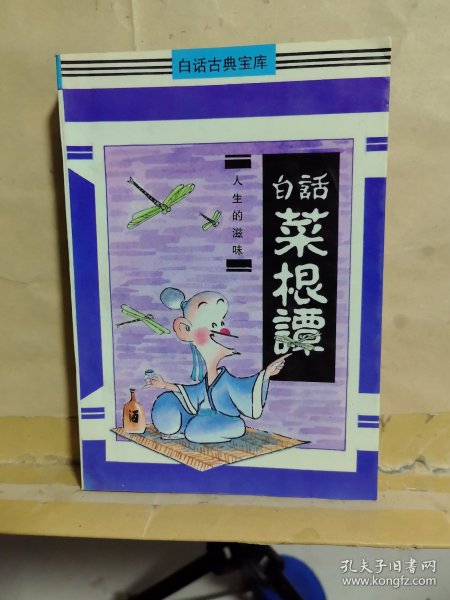 白话古典宝库
白話
菜根譚
人生的滋味
酒
孔夫子旧书网
www.kongfz.com